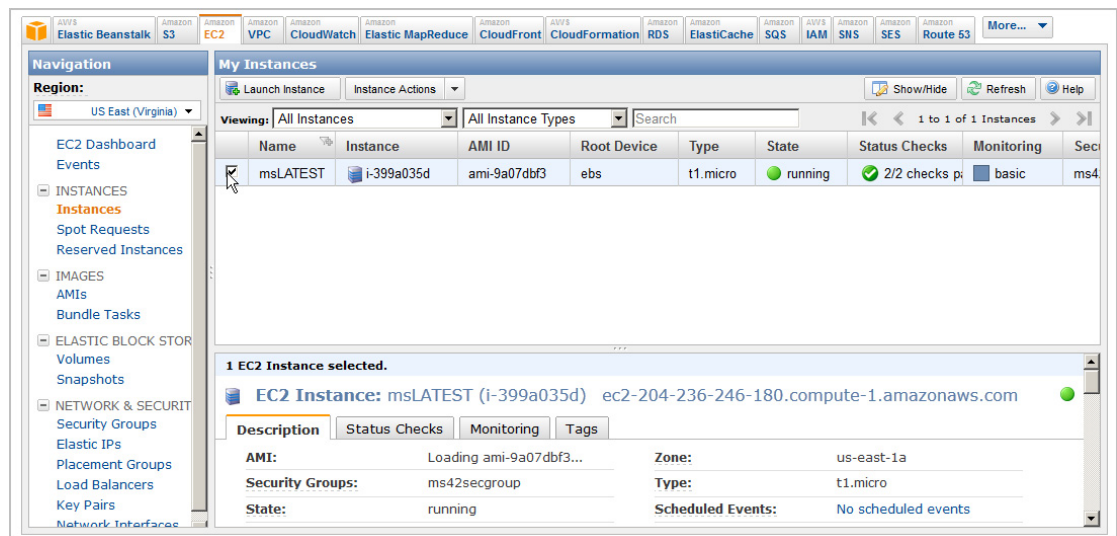 AWS Amazon Amazon Amazon Amazon Amazon Amazon AWS Amazon Amazon Amazon AWS Amazon Amazon Amazon
Elastic Beanstalk S3 EC2 VPC CloudWatch Elastic MapReduce CloudFront CloudFormation RDS ElastiCache SQS IAM SNS SES Route 53 More...
Navigation
Region:
US East (Virginia)
EC2 Dashboard
Events
INSTANCES
Instances
Spot Requests
Reserved Instances
IMAGES
AMIs
Bundle Tasks
ELASTIC BLOCK STOR
Volumes
Snapshots
NETWORK & SECURIT
Security Groups
Elastic IPs
Placement Groups
Load Balancers
Key Pairs
Network Interfaces
My Instances
Launch Instance Instance Actions Show/Hide Refresh Help
Viewing: All Instances All Instance Types Search 1 to 1 of 1 Instances
Name Instance AMI ID Root Device Type State Status Checks Monitoring Secu
msLATEST i-399a035d ami-9a07dbf3 ebs t1.micro running 2/2 checks pa basic ms4
1 EC2 Instance selected.
EC2 Instance: msLATEST (i-399a035d) ec2-204-236-246-180.compute-1.amazonaws.com
Description Status Checks Monitoring Tags
AMI: Loading ami-9a07dbf3... Zone: us-east-1a
Security Groups: ms42secgroup Type: t1.micro
State: running Scheduled Events: No scheduled events